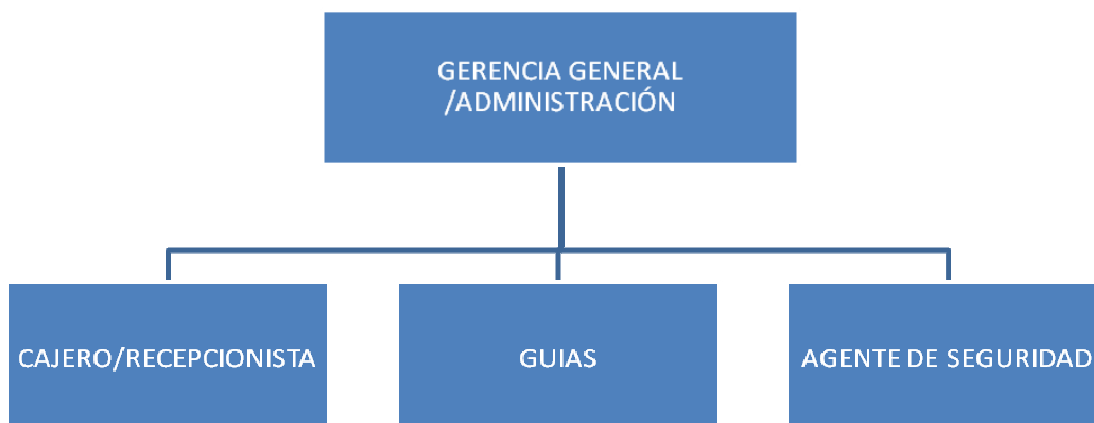 GERENCIA GENERAL
/ADMINISTRACIÓN
CAJERO/RECEPCIONISTA
GUIAS
AGENTE DE SEGURIDAD